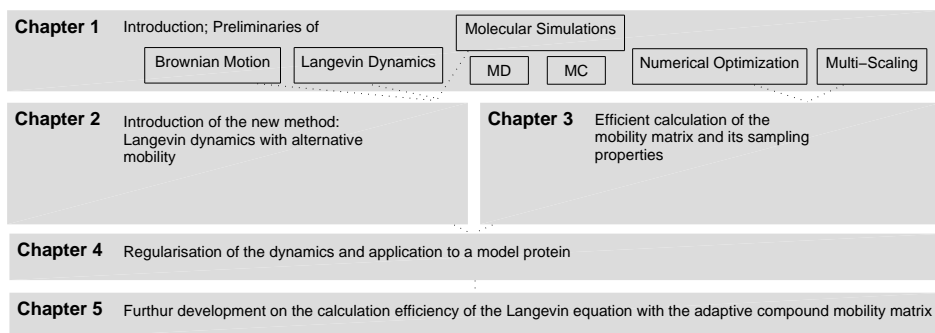 Chapter 1 Introduction; Preliminaries of
Molecular Simulations
Brownian Motion Langevin Dynamics MD MC Numerical Optimization Multi−Scaling
Chapter 2 Introduction of the new method:
Langevin dynamics with alternative
mobility
Chapter 3 Efficient calculation of the
mobility matrix and its sampling
properties
Chapter 4 Regularisation of the dynamics and application to a model protein
Chapter 5 Furthur development on the calculation efficiency of the Langevin equation with the adaptive compound mobility matrix